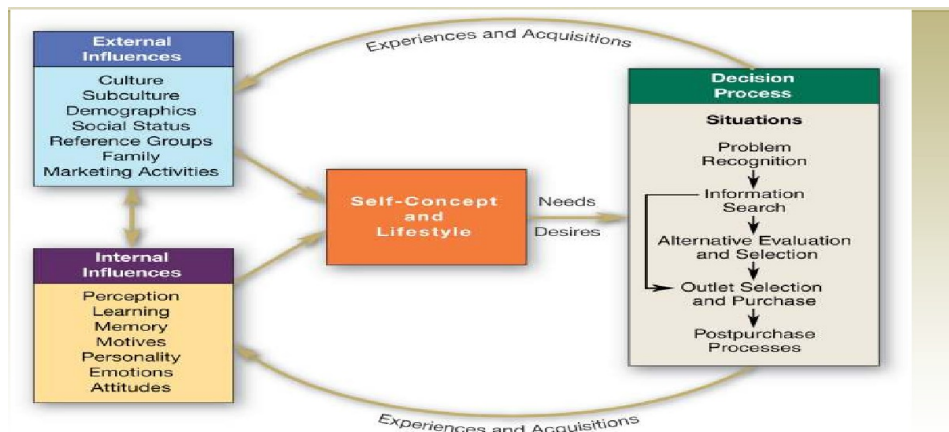 Experiences and Acquisitions
External
Influences
Culture
Subculture
Demographics
Social Status
Reference Groups
Family
Marketing Activities
Internal
Influences
Perception
Learning
Memory
Motives
Personality
Emotions
Attitudes
Self-Concept
and
Lifestyle
Needs
Desires
Decision
Process
Situations
Problem
Recognition
Information
Search
Alternative Evaluation
and Selection
Outlet Selection
and Purchase
Postpurchase
Processes
Experiences and Acquisitions